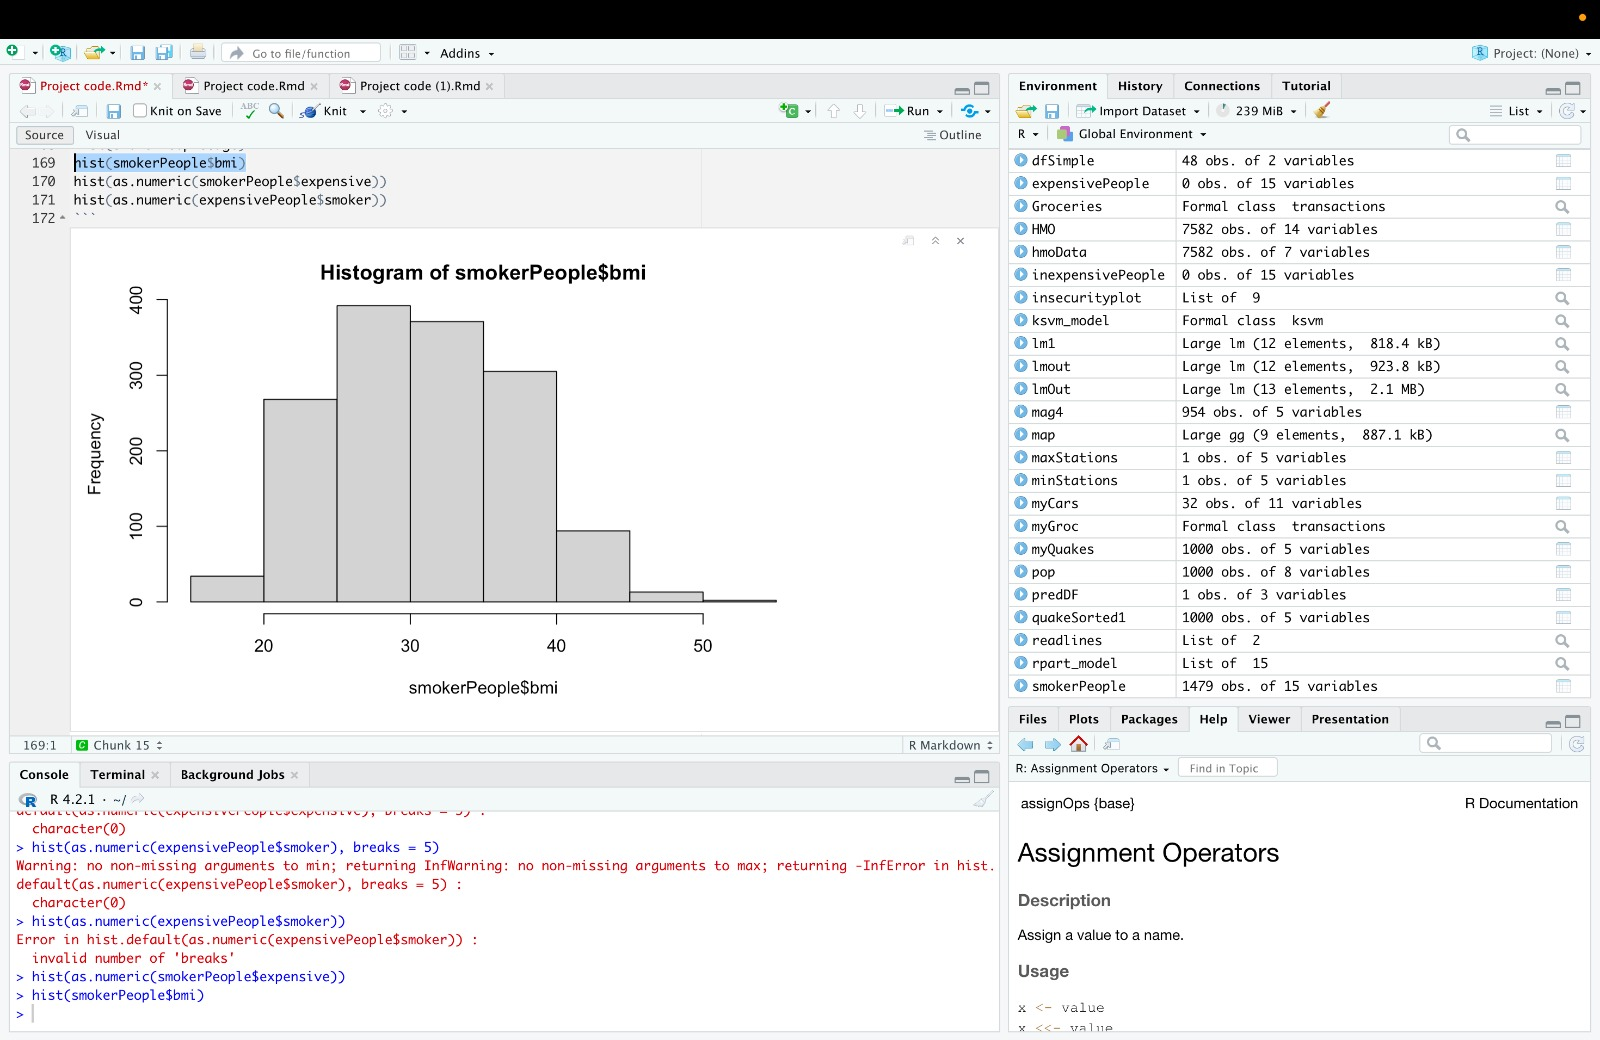 Go to file/function
Addins
Project: (None)
Project code.Rmd*
Project code.Rmd
Project code (1).Rmd
Knit on Save
ABC
Knit
Run
Source
Visual
Outline
169 hist(smokerPeople$bmi)
170 hist(as.numeric(smokerPeople$expensive))
171 hist(as.numeric(expensivePeople$smoker))
172 ```
Histogram of smokerPeople$bmi
Frequency
400
300
200
100
0
20 30 40 50
smokerPeople$bmi
169:1
C Chunk 15
R Markdown
Console
Terminal
Background Jobs
R 4.2.1 · ~/
default(as.numeric(expensivePeople$expensive), breaks = 5) :
character(0)
> hist(as.numeric(expensivePeople$smoker), breaks = 5)
Warning: no non-missing arguments to min; returning InfWarning: no non-missing arguments to max; returning -InfError in hist.
default(as.numeric(expensivePeople$smoker), breaks = 5) :
character(0)
> hist(as.numeric(expensivePeople$smoker))
Error in hist.default(as.numeric(expensivePeople$smoker)) :
invalid number of 'breaks'
> hist(as.numeric(smokerPeople$expensive))
> hist(smokerPeople$bmi)
>
Environment
History
Connections
Tutorial
Import Dataset
239 MiB
List
R
Global Environment
dfSimple 48 obs. of 2 variables
expensivePeople 0 obs. of 15 variables
Groceries Formal class transactions
HMO 7582 obs. of 14 variables
hmoData 7582 obs. of 7 variables
inexpensivePeople 0 obs. of 15 variables
insecurityplot List of 9
ksvm_model Formal class ksvm
lm1 Large lm (12 elements, 818.4 kB)
lmout Large lm (12 elements, 923.8 kB)
lmOut Large lm (13 elements, 2.1 MB)
mag4 954 obs. of 5 variables
map Large gg (9 elements, 887.1 kB)
maxStations 1 obs. of 5 variables
minStations 1 obs. of 5 variables
myCars 32 obs. of 11 variables
myGroc Formal class transactions
myQuakes 1000 obs. of 5 variables
pop 1000 obs. of 8 variables
predDF 1 obs. of 3 variables
quakeSorted1 1000 obs. of 5 variables
readlines List of 2
rpart_model List of 15
smokerPeople 1479 obs. of 15 variables
Files
Plots
Packages
Help
Viewer
Presentation
R: Assignment Operators
Find in Topic
assignOps {base}
R Documentation
Assignment Operators
Description
Assign a value to a name.
Usage
x <- value
x <<- value